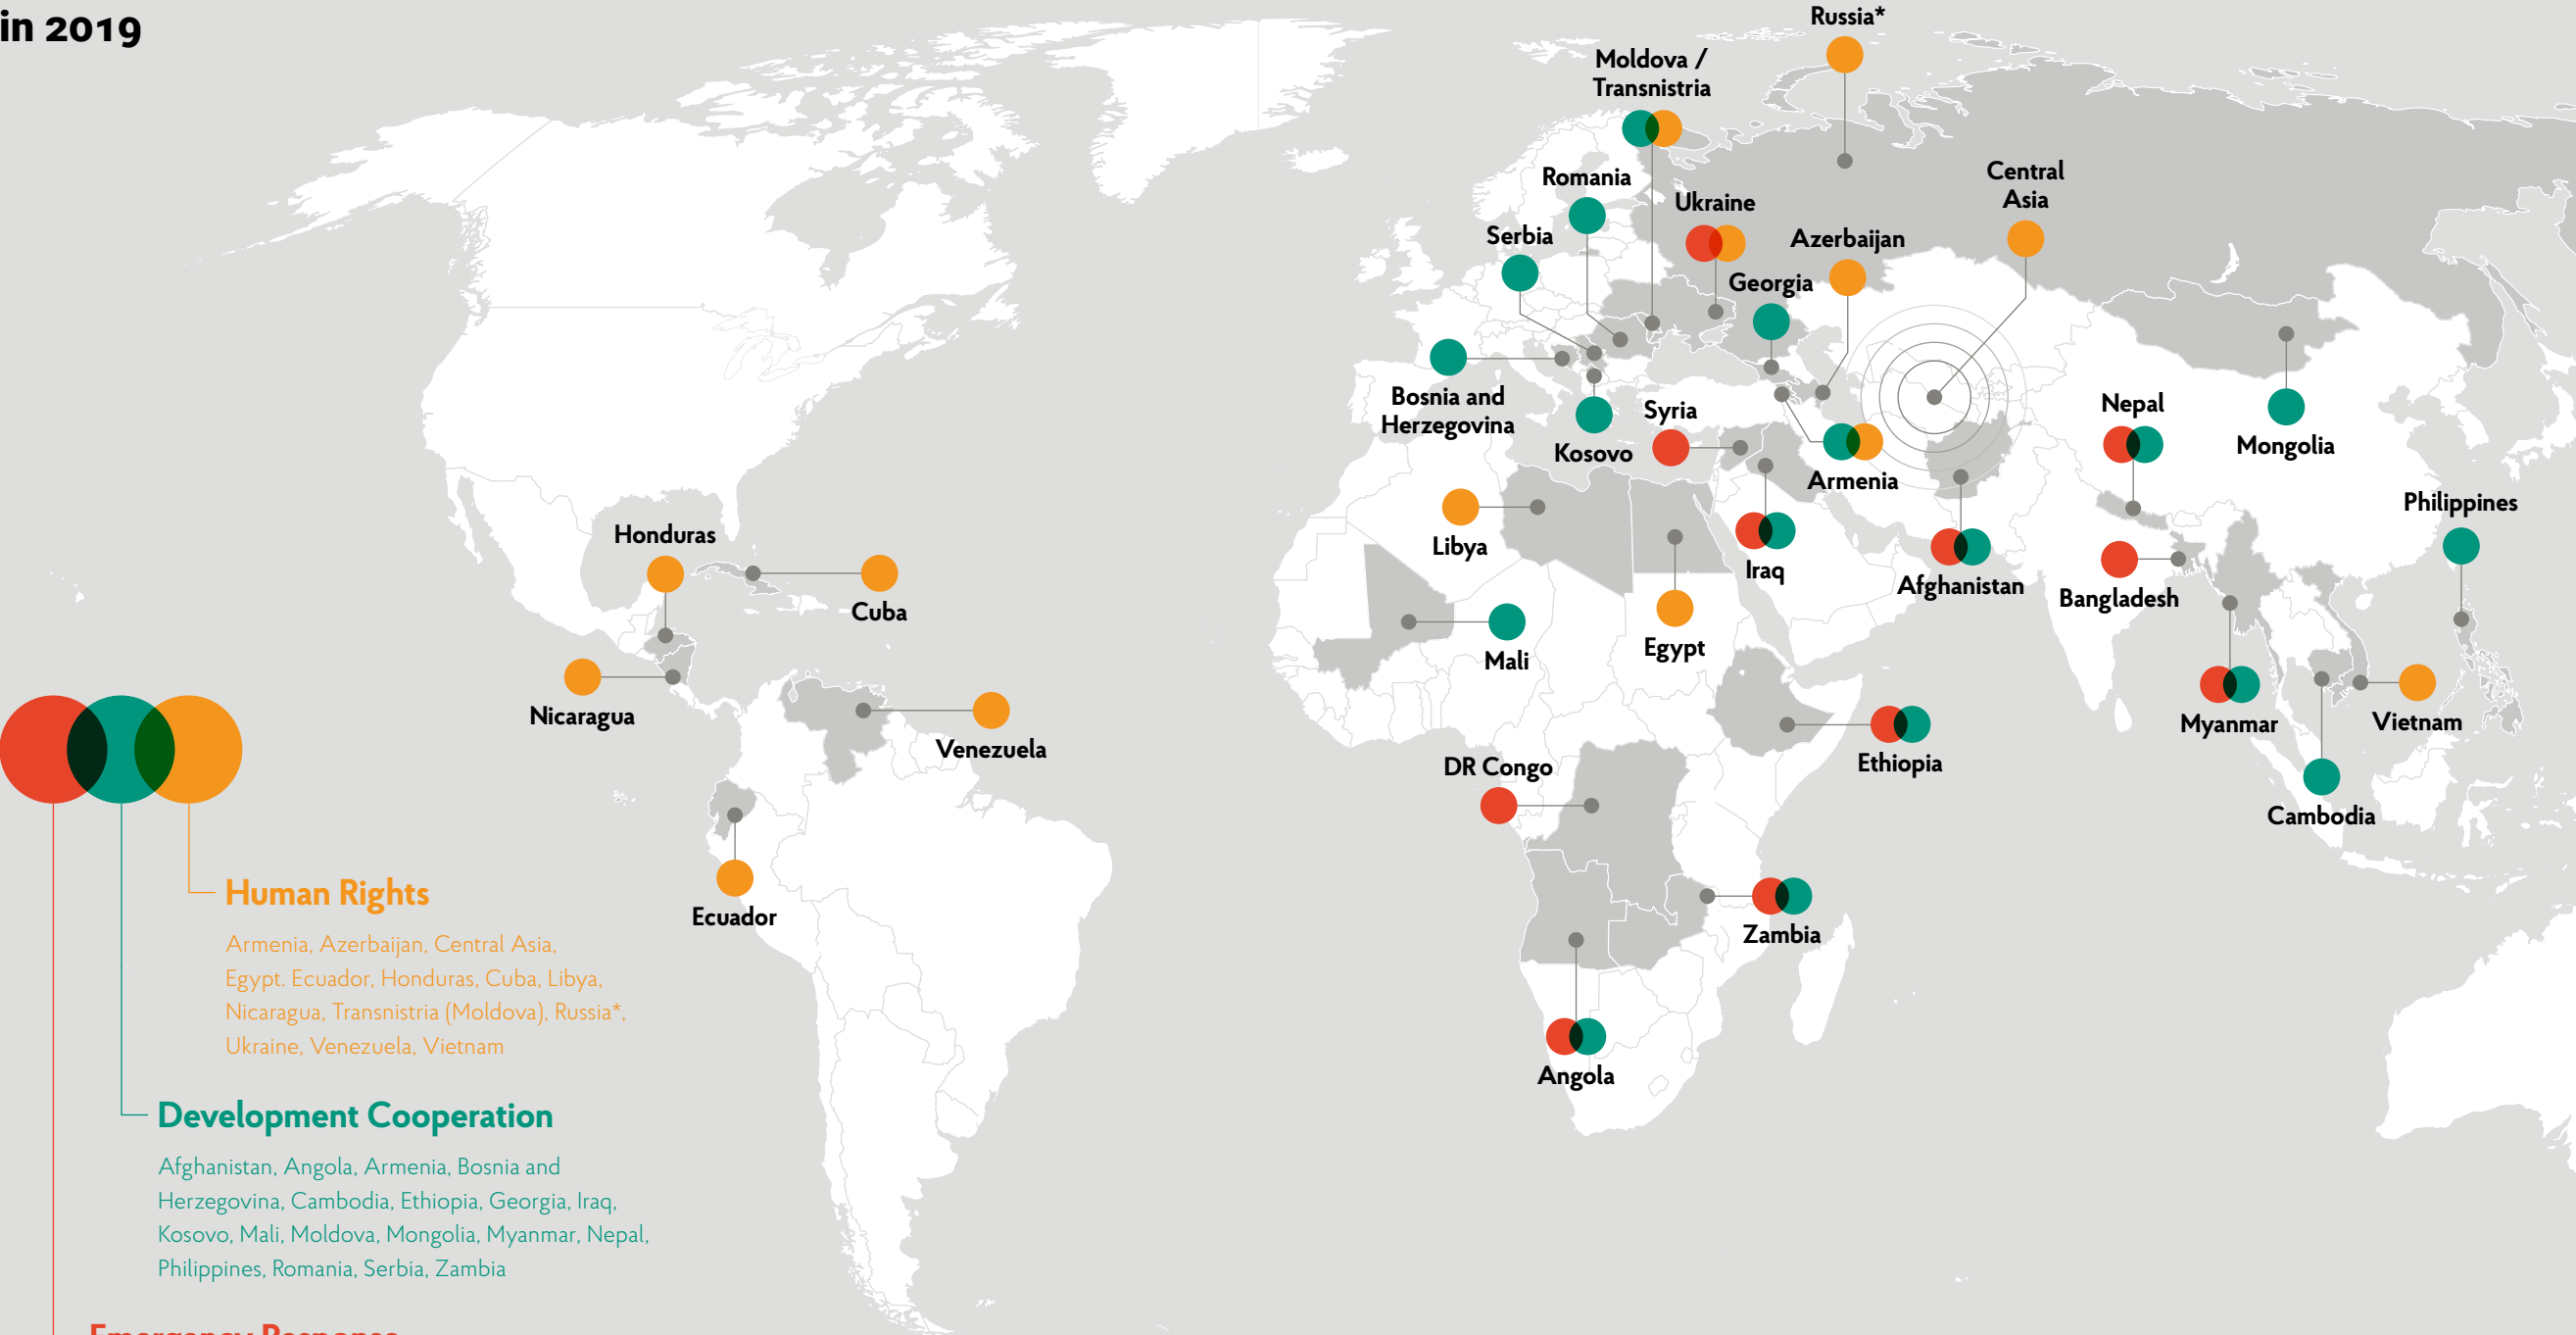 in 2019
Russia*
Moldova /
Transnistria
Central
Asia
Romania
Ukraine
Serbia
Azerbaijan
Georgia
Bosnia and
Herzegovina
Syria
Nepal
Kosovo
Mongolia
Armenia
Philippines
Honduras
Libya
Iraq
Afghanistan
Bangladesh
Cuba
Mali
Egypt
Nicaragua
Myanmar
Vietnam
Venezuela
Ethiopia
DR Congo
Cambodia
Ecuador
Zambia
Angola
Human Rights
Armenia, Azerbaijan, Central Asia,
Egypt. Ecuador, Honduras, Cuba, Libya,
Nicaragua, Transnistria (Moldova), Russia*,
Ukraine, Venezuela, Vietnam
Development Cooperation
Afghanistan, Angola, Armenia, Bosnia and
Herzegovina, Cambodia, Ethiopia, Georgia, Iraq,
Kosovo, Mali, Moldova, Mongolia, Myanmar, Nepal,
Philippines, Romania, Serbia, Zambia
Emergency Response